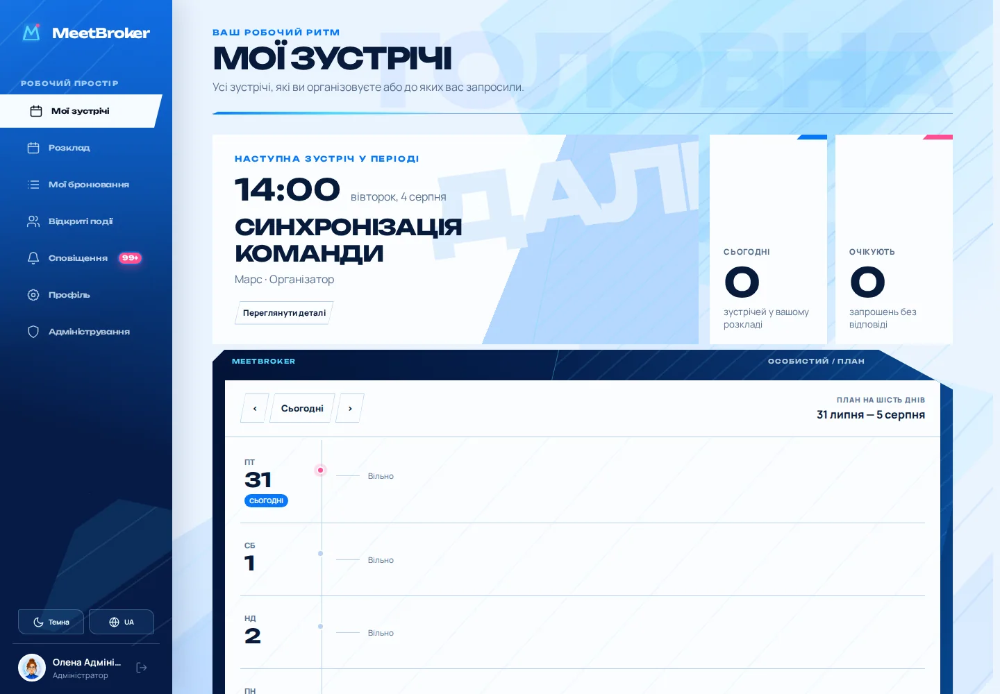 MeetBroker
РОБОЧИЙ ПРОСТІР
Мої зустрічі
Розклад
Мої бронювання
Відкриті події
Сповіщення 99+
Профіль
Адміністрування
Темна
UA
Олена Адміні...
Адміністратор
ГОЛОВНА
ВАШ РОБОЧИЙ РИТМ
МОЇ ЗУСТРІЧІ
Усі зустрічі, які ви організовуєте або до яких вас запросили.
НАСТУПНА ЗУСТРІЧ У ПЕРІОДІ
14:00 вівторок, 4 серпня
СИНХРОНІЗАЦІЯ
КОМАНДИ
Марс · Організатор
Переглянути деталі
ДАЛІ
СЬОГОДНІ
0
зустрічей у вашому
розкладі
ОЧІКУЮТЬ
0
запрошень без
відповіді
MEETBROKER
ОСОБИСТИЙ / ПЛАН
‹ Сьогодні ›
ПЛАН НА ШІСТЬ ДНІВ
31 липня — 5 серпня
ПТ
31
СЬОГОДНІ
Вільно
СБ
1
Вільно
НД
2
Вільно
ПН